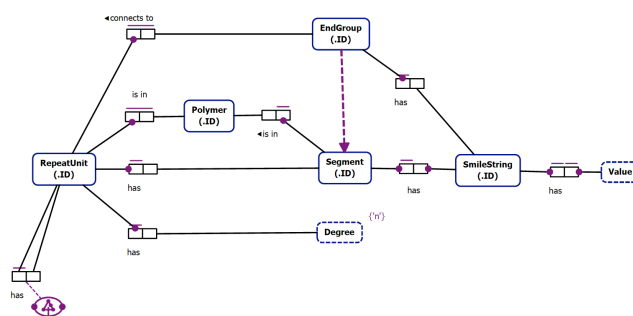 ◄connects to
EndGroup
(.ID)
has
is in
Polymer
(.ID)
◄is in
RepeatUnit
(.ID)
has
Segment
(.ID)
has
SmileString
(.ID)
has
Value
has
{'n'}
Degree
has